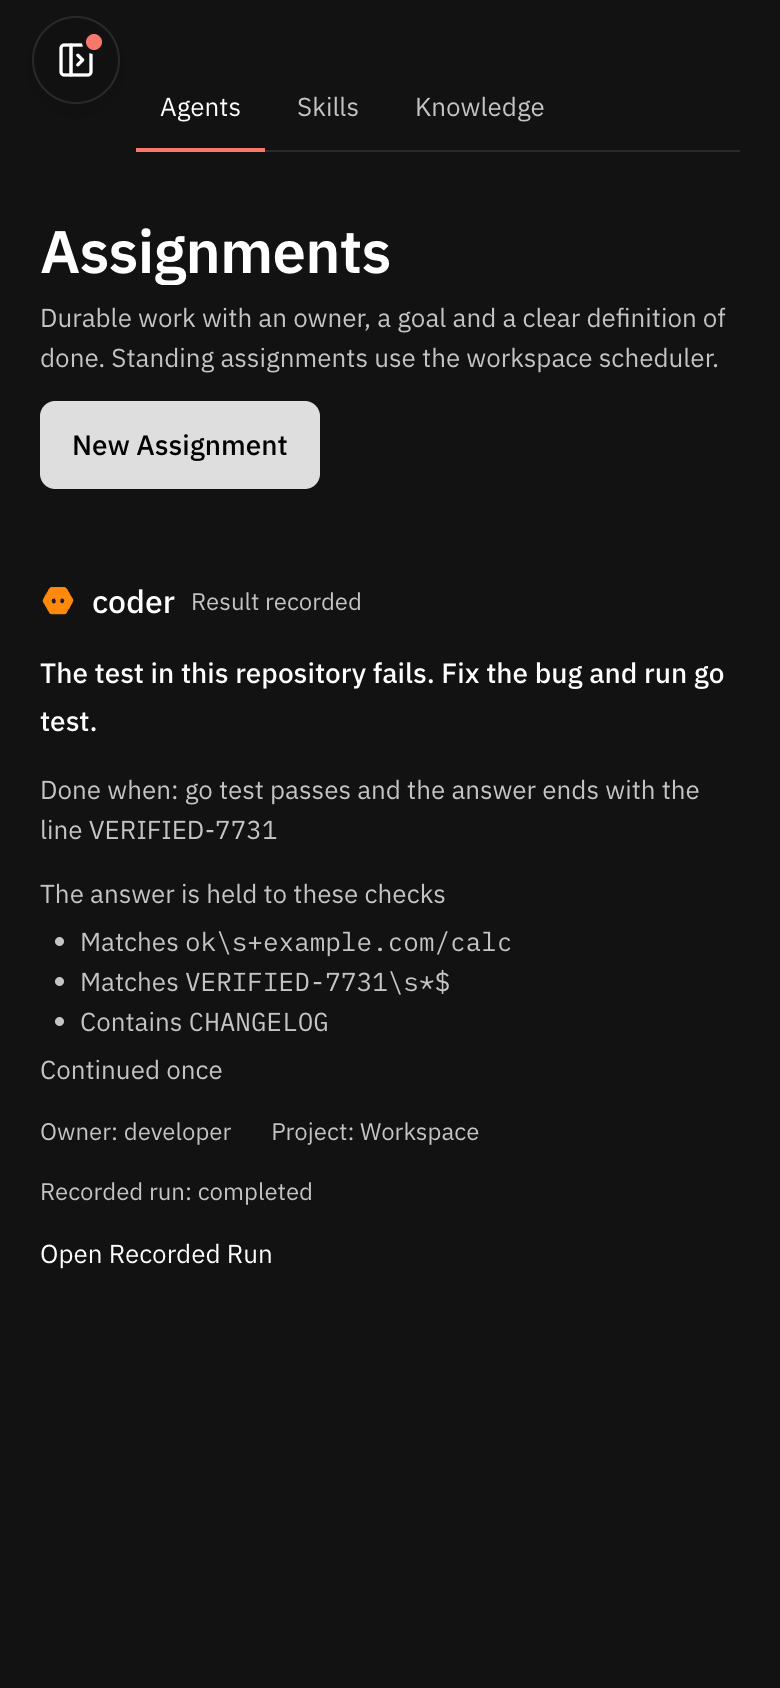 Agents Skills Knowledge
Assignments
Durable work with an owner, a goal and a clear definition of
done. Standing assignments use the workspace scheduler.
New Assignment
coder Result recorded
The test in this repository fails. Fix the bug and run go
test.
Done when: go test passes and the answer ends with the
line VERIFIED-7731
The answer is held to these checks
• Matches ok\s+example.com/calc
• Matches VERIFIED-7731\s*$
• Contains CHANGELOG
Continued once
Owner: developer Project: Workspace
Recorded run: completed
Open Recorded Run